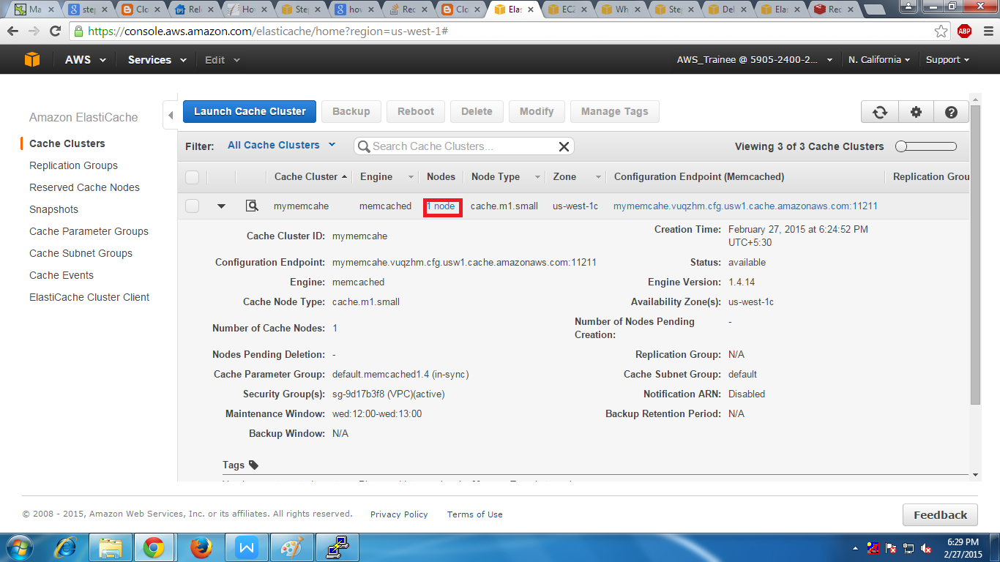 Ma
ste
Clo
Rel
Hov
Step
hov
Rec
Clo
Elas
EC2
Wh
Step
Del
Elas
Rec
https://console.aws.amazon.com/elasticache/home?region=us-west-1#
ABP
AWS Services Edit AWS_Trainee @ 5905-2400-2... N. California Support
Amazon ElastiCache
Cache Clusters
Replication Groups
Reserved Cache Nodes
Snapshots
Cache Parameter Groups
Cache Subnet Groups
Cache Events
ElastiCache Cluster Client
Launch Cache Cluster Backup Reboot Delete Modify Manage Tags
Filter: All Cache Clusters Search Cache Clusters... Viewing 3 of 3 Cache Clusters
Cache Cluster Engine Nodes Node Type Zone Configuration Endpoint (Memcached) Replication Grou
mymemcahe memcached 1 node cache.m1.small us-west-1c mymemcahe.vuqzhm.cfg.usw1.cache.amazonaws.com:11211
Cache Cluster ID: mymemcahe
Creation Time: February 27, 2015 at 6:24:52 PM
UTC+5:30
Configuration Endpoint: mymemcahe.vuqzhm.cfg.usw1.cache.amazonaws.com:11211 Status: available
Engine: memcached Engine Version: 1.4.14
Cache Node Type: cache.m1.small Availability Zone(s): us-west-1c
Number of Cache Nodes: 1
Number of Nodes Pending -
Creation:
Nodes Pending Deletion: - Replication Group: N/A
Cache Parameter Group: default.memcached1.4 (in-sync) Cache Subnet Group: default
Security Group(s): sg-9d17b3f8 (VPC)(active) Notification ARN: Disabled
Maintenance Window: wed:12:00-wed:13:00 Backup Retention Period: N/A
Backup Window: N/A
Tags
© 2008 - 2015, Amazon Web Services, Inc. or its affiliates. All rights reserved. Privacy Policy Terms of Use Feedback
6:29 PM
2/27/2015